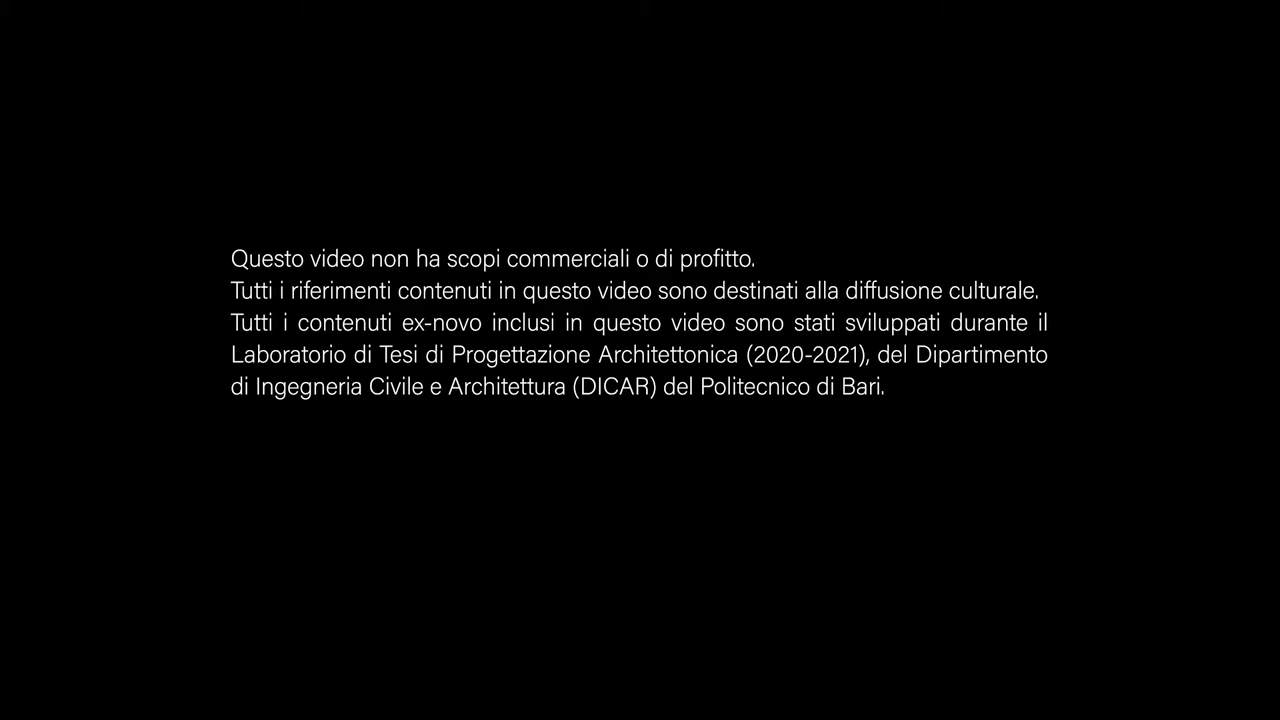 Questo video non ha scopi commerciali o di profitto.
Tutti i riferimenti contenuti in questo video sono destinati alla diffusione culturale.
Tutti i contenuti ex-novo inclusi in questo video sono stati sviluppati durante il
Laboratorio di Tesi di Progettazione Architettonica (2020-2021), del Dipartimento
di Ingegneria Civile e Architettura (DICAR) del Politecnico di Bari.